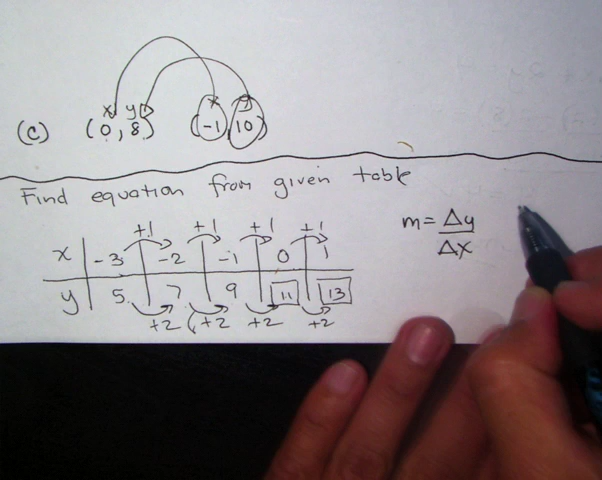 x y x y
(c) (0, 8) (-1, 10)
Find equation from given table
+1 +1 +1 +1
x -3 -2 -1 0 1
y 5 7 9 11 13
+2 +2 +2 +2
m = Δy
Δx